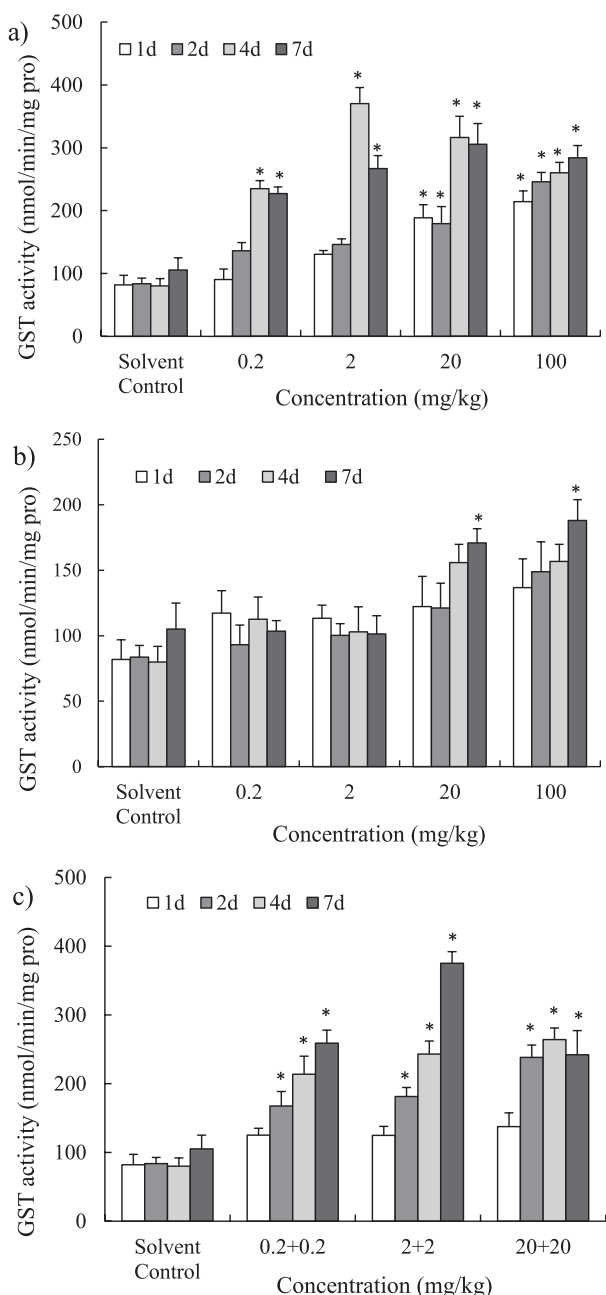 a)
GST activity (nmol/min/mg pro)
500
400
300
200
100
0
1d 2d 4d 7d
* * * * * * * * * * * *
Solvent Control 0.2 2 20 100
Concentration (mg/kg)
b)
GST activity (nmol/min/mg pro)
250
200
150
100
50
0
1d 2d 4d 7d
* *
Solvent Control 0.2 2 20 100
Concentration (mg/kg)
c)
GST activity (nmol/min/mg pro)
500
400
300
200
100
0
1d 2d 4d 7d
* * * * * * * * *
Solvent Control 0.2+0.2 2+2 20+20
Concentration (mg/kg)